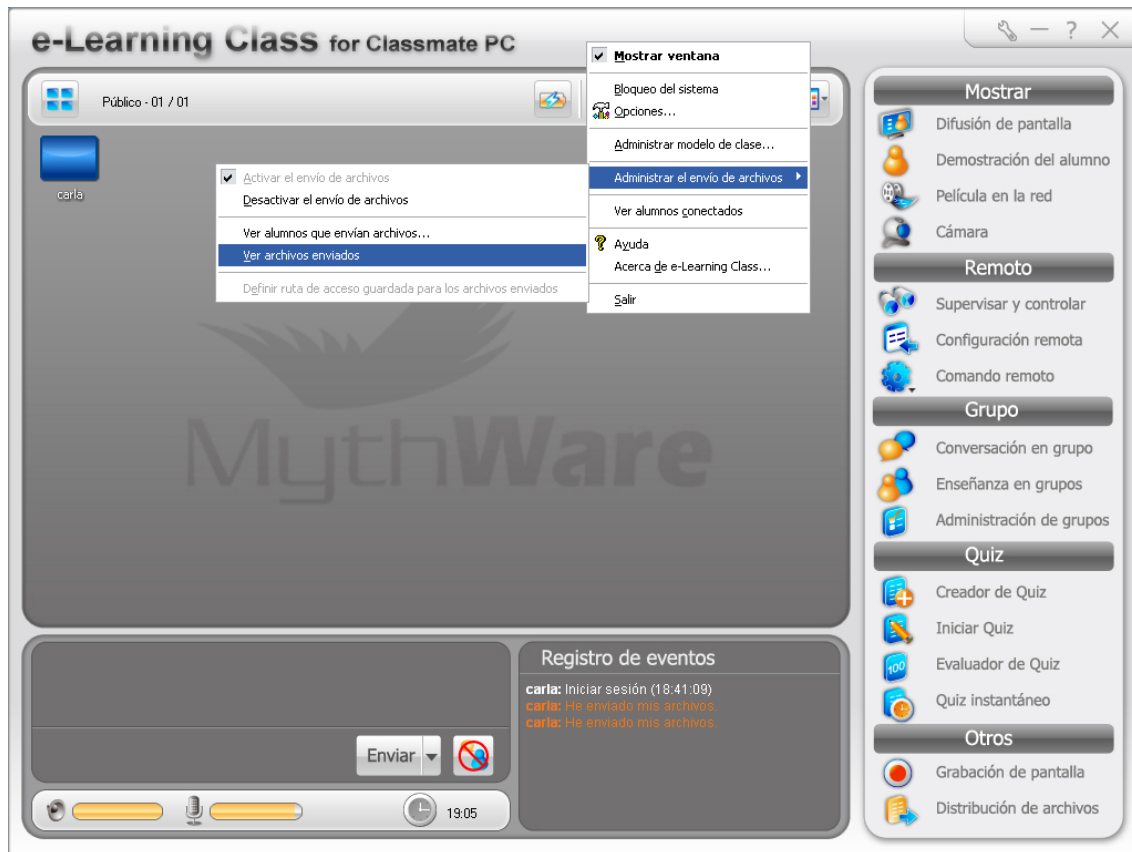 e-Learning Class for Classmate PC
Público - 01 / 01
carla
Mostrar ventana
Bloqueo del sistema
Opciones...
Administrar modelo de clase...
Administrar el envío de archivos
Ver alumnos conectados
Ayuda
Acerca de e-Learning Class...
Salir
Activar el envío de archivos
Desactivar el envío de archivos
Ver alumnos que envían archivos...
Ver archivos enviados
Definir ruta de acceso guardada para los archivos enviados
MythWare
Mostrar
Difusión de pantalla
Demostración del alumno
Película en la red
Cámara
Remoto
Supervisar y controlar
Configuración remota
Comando remoto
Grupo
Conversación en grupo
Enseñanza en grupos
Administración de grupos
Quiz
Creador de Quiz
Iniciar Quiz
100
Evaluador de Quiz
Quiz instantáneo
Otros
Grabación de pantalla
Distribución de archivos
Registro de eventos
carla: Iniciar sesión (18:41:09)
carla: He enviado mis archivos.
carla: He enviado mis archivos.
Enviar
19:05